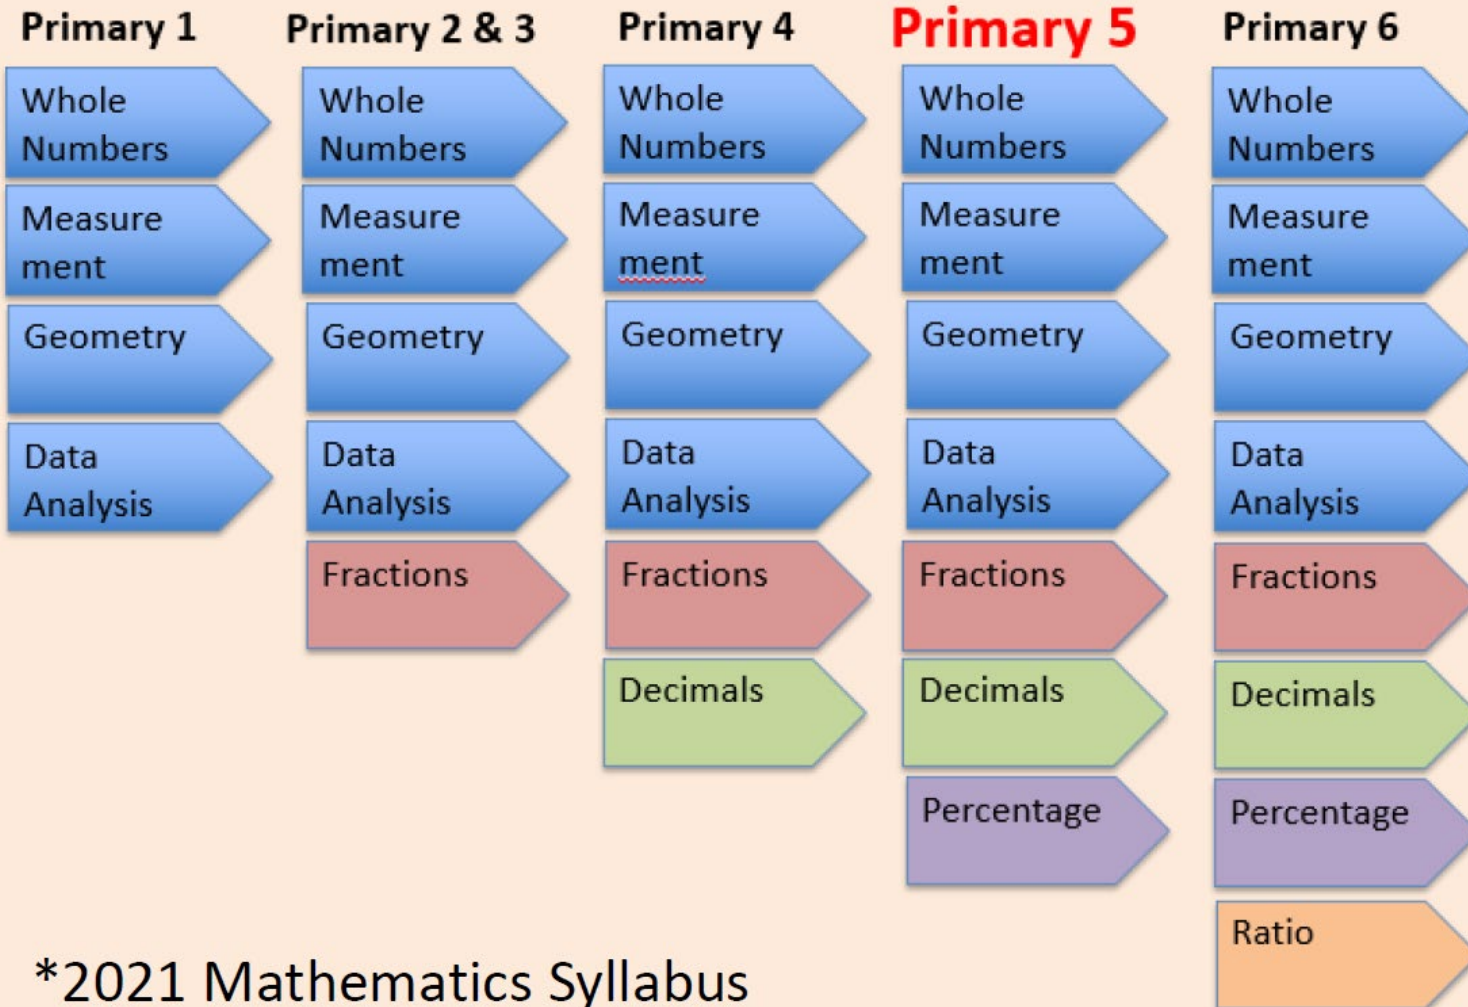 Primary 1
Whole
Numbers
Measure
ment
Geometry
Data
Analysis
Primary 2 & 3
Whole
Numbers
Measure
ment
Geometry
Data
Analysis
Fractions
Primary 4
Whole
Numbers
Measure
ment
Geometry
Data
Analysis
Fractions
Decimals
Primary 5
Whole
Numbers
Measure
ment
Geometry
Data
Analysis
Fractions
Decimals
Percentage
Primary 6
Whole
Numbers
Measure
ment
Geometry
Data
Analysis
Fractions
Decimals
Percentage
Ratio
*2021 Mathematics Syllabus